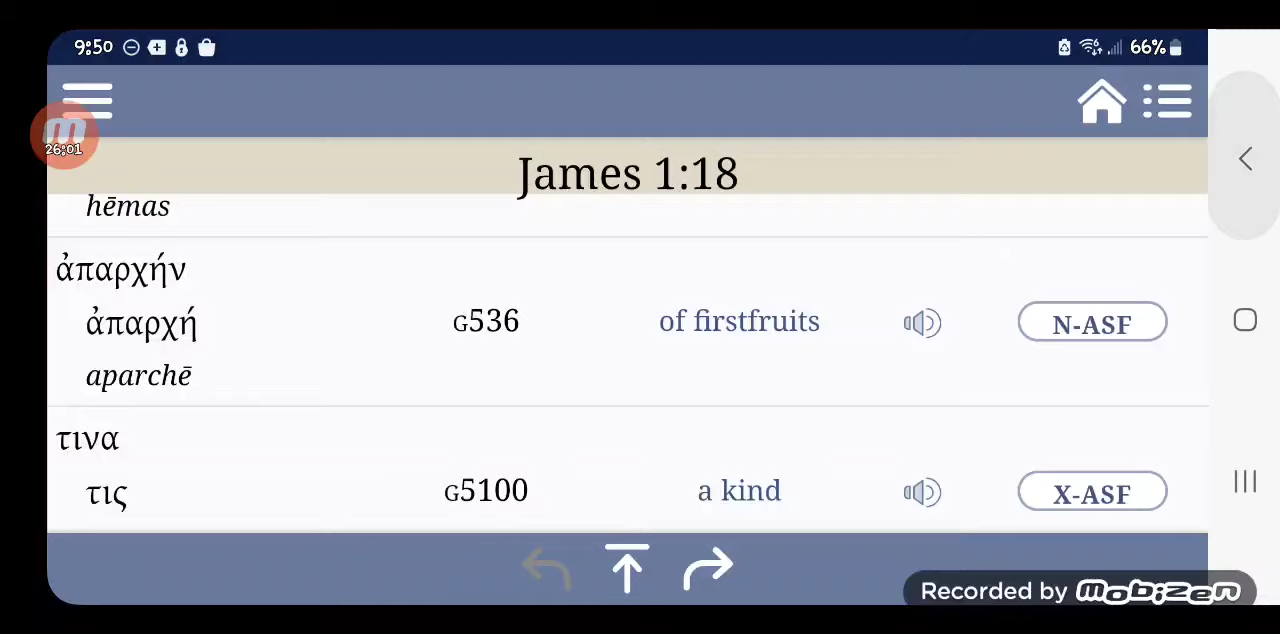 9:50
66%
26:01
James 1:18
hēmas
ἀπαρχήν
ἀπαρχή G536 of firstfruits N-ASF
aparchē
τινα
τις G5100 a kind X-ASF
Recorded by mobizen